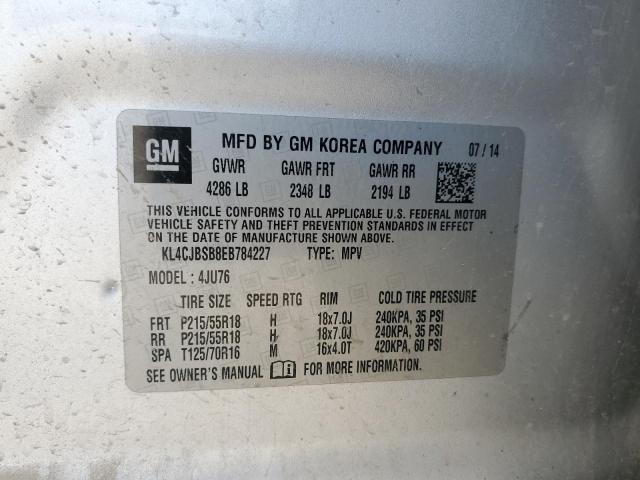 GM MFD BY GM KOREA COMPANY 07 / 14
GVWR GAWR FRT GAWR RR
4286 LB 2348 LB 2194 LB
THIS VEHICLE CONFORMS TO ALL APPLICABLE U.S. FEDERAL MOTOR
VEHICLE SAFETY AND THEFT PREVENTION STANDARDS IN EFFECT
ON THE DATE OF MANUFACTURE SHOWN ABOVE.
KL4CJBSB8EB784227 TYPE : MPV
MODEL : 4JU76
TIRE SIZE SPEED RTG RIM COLD TIRE PRESSURE
FRT P215/55R18 H 18x7.0J 240KPA, 35 PSI
RR P215/55R18 H 18x7.0J 240KPA, 35 PSI
SPA T125/70R16 M 16x4.0T 420KPA, 60 PSI
SEE OWNER'S MANUAL FOR MORE INFORMATION.